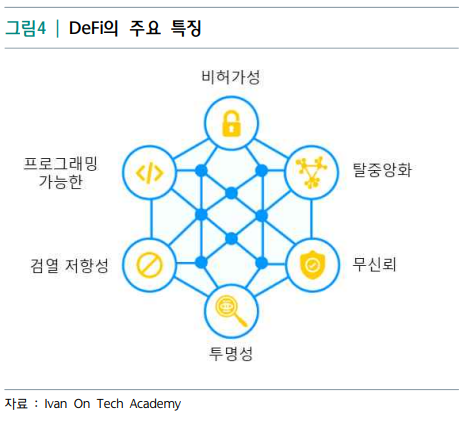 그림4 | DeFi의 주요 특징
비허가성
프로그래밍
가능한
탈중앙화
검열 저항성
무신뢰
투명성
자료 : Ivan On Tech Academy